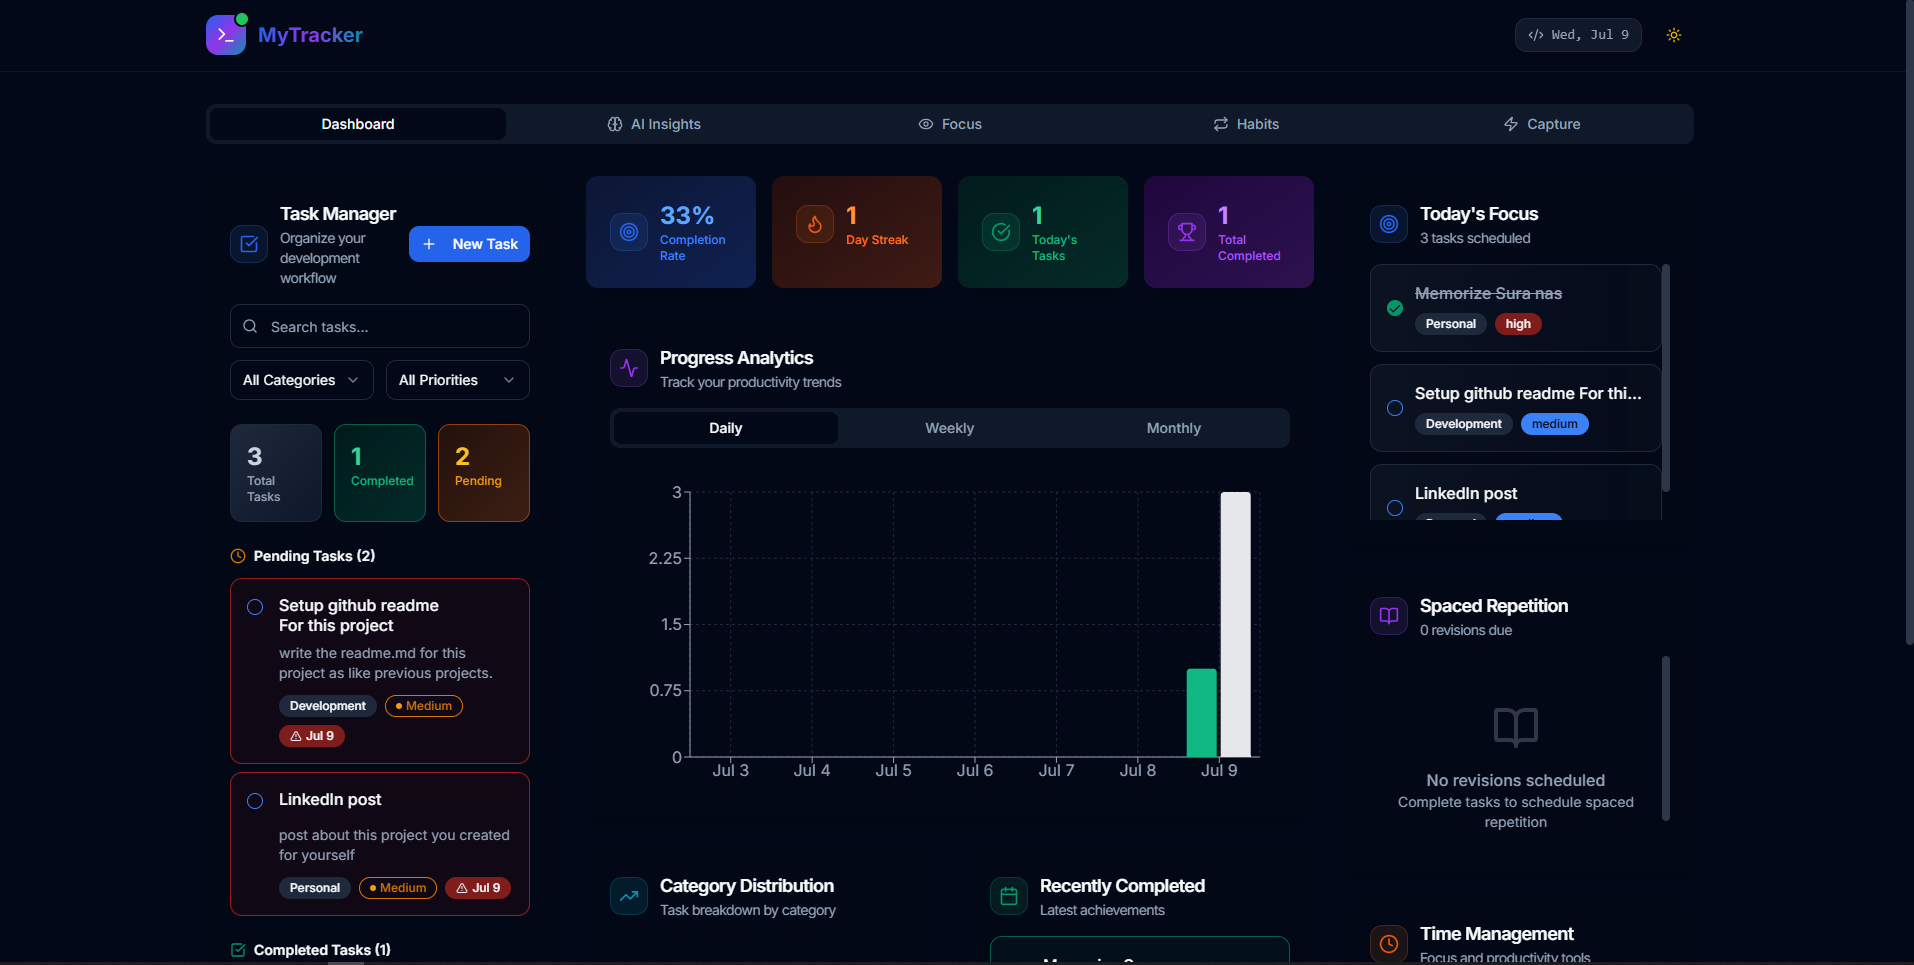 MyTracker
</> Wed, Jul 9
Dashboard
AI Insights
Focus
Habits
Capture
Task Manager
Organize your
development
workflow
New Task
Search tasks...
All Categories
All Priorities
3
Total
Tasks
1
Completed
2
Pending
Pending Tasks (2)
Setup github readme
For this project
write the readme.md for this
project as like previous projects.
Development
Medium
Jul 9
LinkedIn post
post about this project you created
for yourself
Personal
Medium
Jul 9
Completed Tasks (1)
33%
Completion
Rate
1
Day Streak
1
Today's
Tasks
1
Total
Completed
Progress Analytics
Track your productivity trends
Daily
Weekly
Monthly
3
2.25
1.5
0.75
0
Jul 3
Jul 4
Jul 5
Jul 6
Jul 7
Jul 8
Jul 9
Category Distribution
Task breakdown by category
Recently Completed
Latest achievements
Today's Focus
3 tasks scheduled
Memorize Sura nas
Personal
high
Setup github readme For thi...
Development
medium
LinkedIn post
Spaced Repetition
0 revisions due
No revisions scheduled
Complete tasks to schedule spaced
repetition
Time Management
Focus and productivity tools